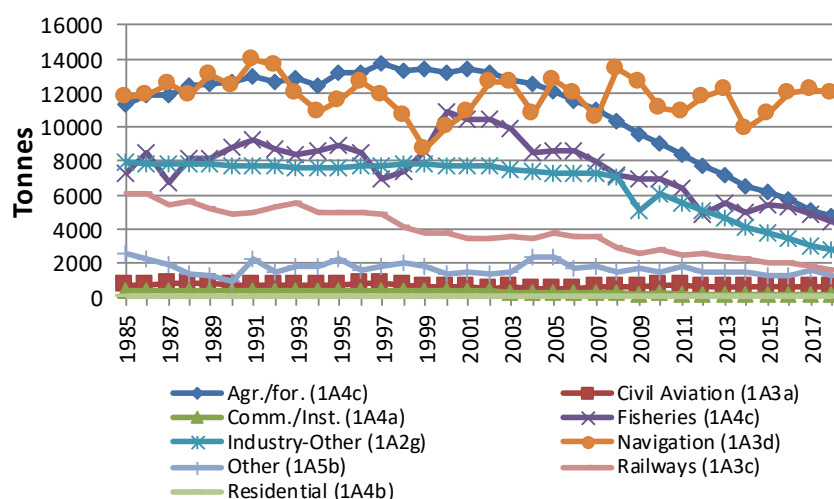 16000
14000
12000
10000
8000
6000
4000
2000
0
Tonnes
1985
1987
1989
1991
1993
1995
1997
1999
2001
2003
2005
2007
2009
2011
2013
2015
2017
Agr./for. (1A4c)
Civil Aviation (1A3a)
Comm./Inst. (1A4a)
Fisheries (1A4c)
Industry-Other (1A2g)
Navigation (1A3d)
Other (1A5b)
Railways (1A3c)
Residential (1A4b)